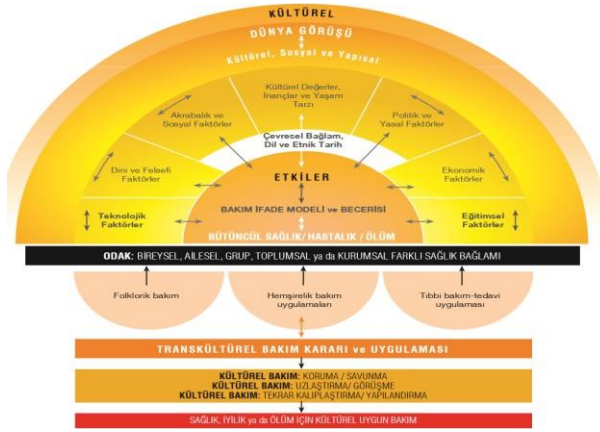 KÜLTÜREL
DÜNYA GÖRÜŞÜ
Kültürel, Sosyal ve Yapısal
Kültürel Değerler,
İnançlar ve Yaşam
Tarzı
Akrabalık ve
Sosyal Faktörler
Politik ve
Yasal Faktörler
Çevresel Bağlam,
Dil ve Etnik Tarih
Dini ve Felsefi
Faktörler
Ekonomik
Faktörler
ETKİLER
Teknolojik
Faktörler
BAKIM İFADE MODELİ ve BECERİSİ
Eğitimsel
Faktörler
BÜTÜNCÜL SAĞLIK/ HASTALIK / ÖLÜM
ODAK: BİREYSEL, AİLESEL, GRUP, TOPLUMSAL ya da KURUMSAL FARKLI SAĞLIK BAĞLAMI
Folklorik bakım
Hemşirelik bakım
uygulamaları
Tıbbi bakım-tedavi
uygulaması
TRANSKÜLTÜREL BAKIM KARARI ve UYGULAMASI
KÜLTÜREL BAKIM: KORUMA / SAVUNMA
KÜLTÜREL BAKIM: UZLAŞTIRMA/ GÖRÜŞME
KÜLTÜREL BAKIM: TEKRAR KALIPLAŞTIRMA/ YAPILANDIRMA
SAĞLIK, İYİLİK ya da ÖLÜM İÇİN KÜLTÜREL UYGUN BAKIM